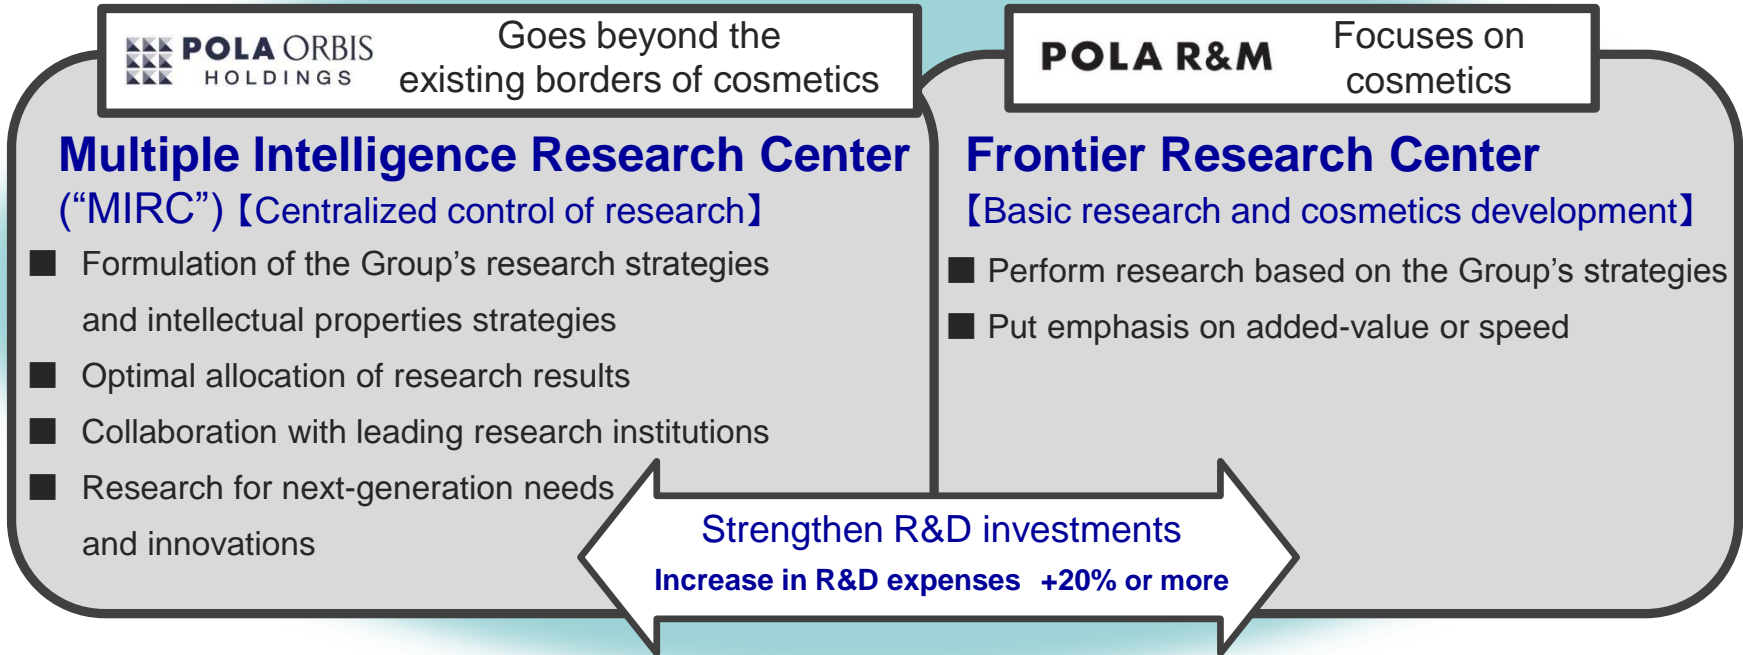 POLA ORBIS
HOLDINGS
Goes beyond the
existing borders of cosmetics
Multiple Intelligence Research Center
(“MIRC”)【Centralized control of research】
■ Formulation of the Group’s research strategies
and intellectual properties strategies
■ Optimal allocation of research results
■ Collaboration with leading research institutions
■ Research for next-generation needs
and innovations
POLA R&M
Focuses on
cosmetics
Frontier Research Center
【Basic research and cosmetics development】
■ Perform research based on the Group’s strategies
■ Put emphasis on added-value or speed
Strengthen R&D investments
Increase in R&D expenses +20% or more